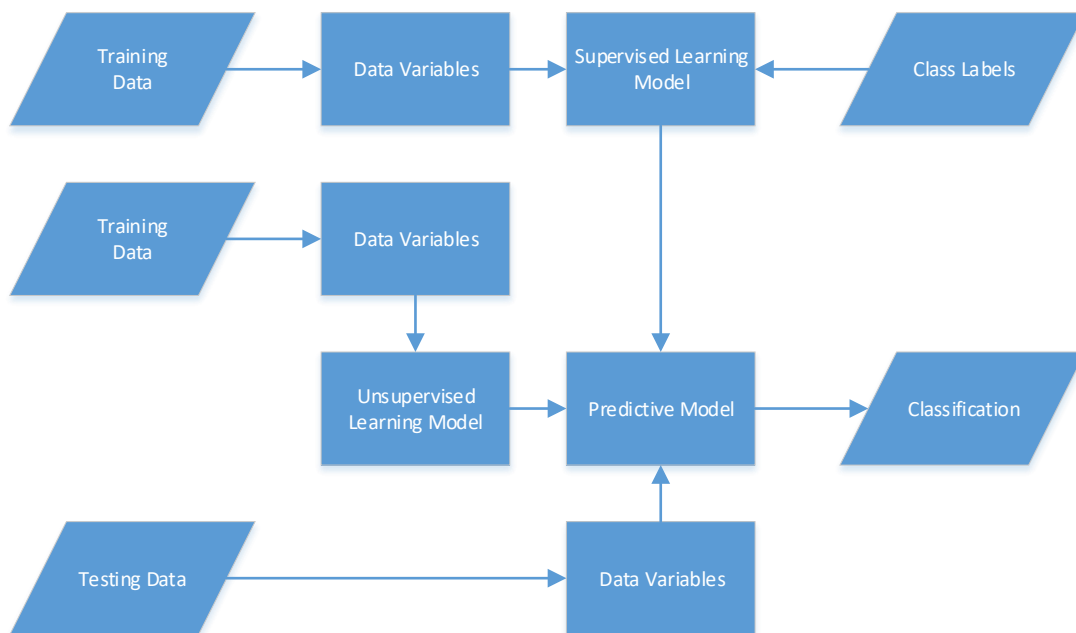 Training
Data
Data Variables
Supervised Learning
Model
Class Labels
Training
Data
Data Variables
Unsupervised
Learning Model
Predictive Model
Classification
Testing Data
Data Variables